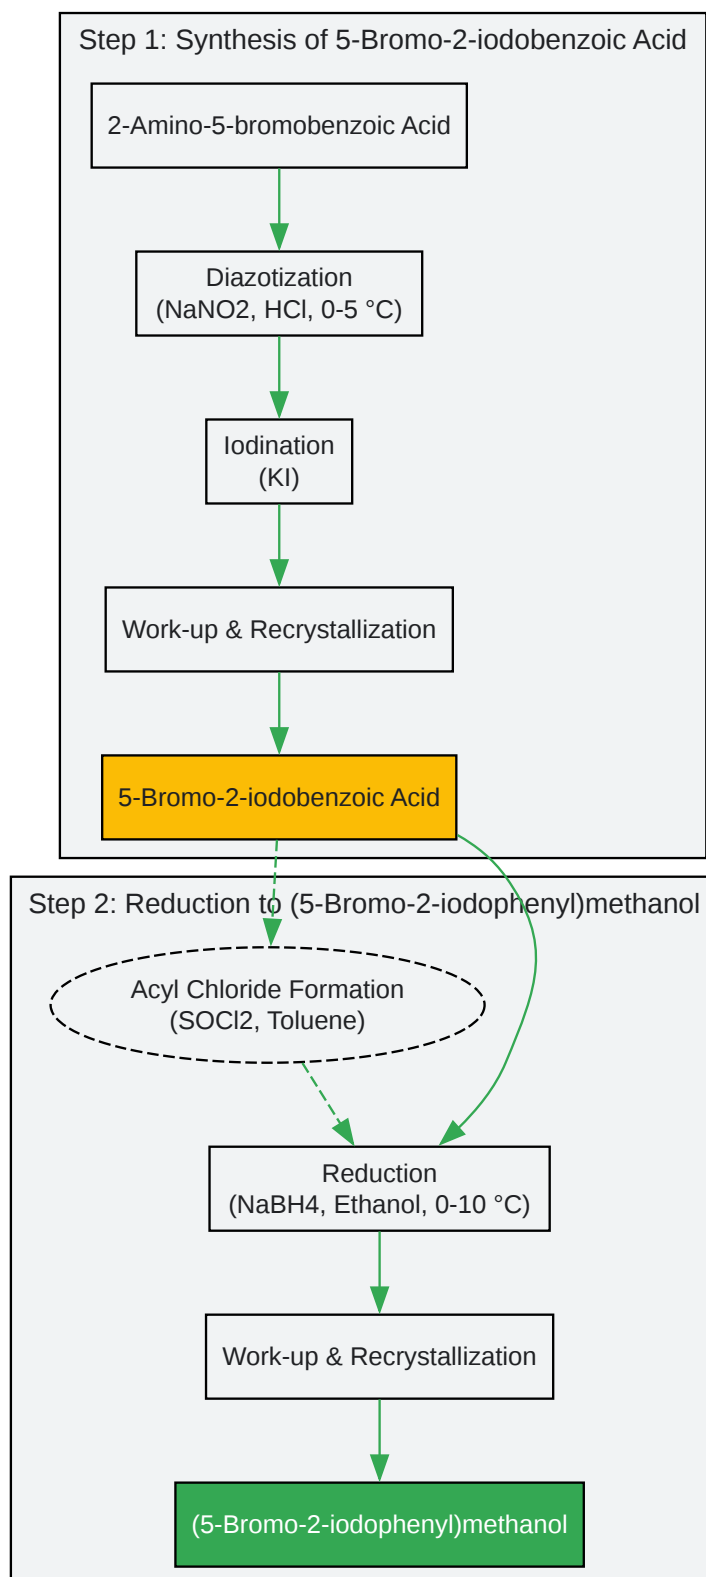 Step 1: Synthesis of 5-Bromo-2-iodobenzoic Acid
2-Amino-5-bromobenzoic Acid
Diazotization
(NaNO2, HCl, 0-5 °C)
Iodination
(KI)
Work-up & Recrystallization
5-Bromo-2-iodobenzoic Acid
Step 2: Reduction to (5-Bromo-2-iodophenyl)methanol
Acyl Chloride Formation
(SOCl2, Toluene)
Reduction
(NaBH4, Ethanol, 0-10 °C)
Work-up & Recrystallization
(5-Bromo-2-iodophenyl)methanol